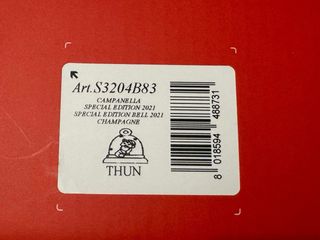 Art.S3204B83
CAMPANELLA
SPECIAL EDITION 2021
SPECIAL EDITION BELL 2021
CHAMPAGNE
THUN
8 018594 488731